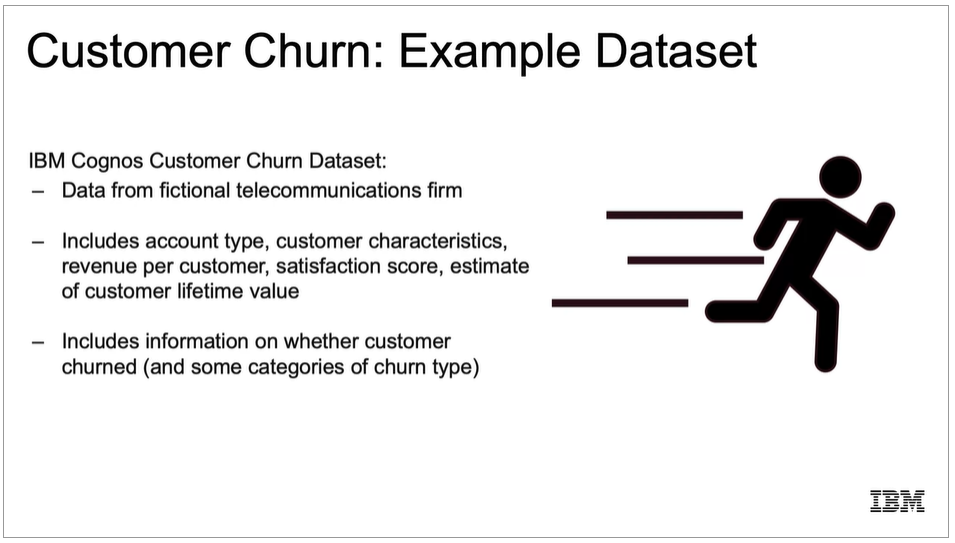 Customer Churn: Example Dataset
IBM Cognos Customer Churn Dataset:
– Data from fictional telecommunications firm
– Includes account type, customer characteristics,
revenue per customer, satisfaction score, estimate
of customer lifetime value
– Includes information on whether customer
churned (and some categories of churn type)
IBM